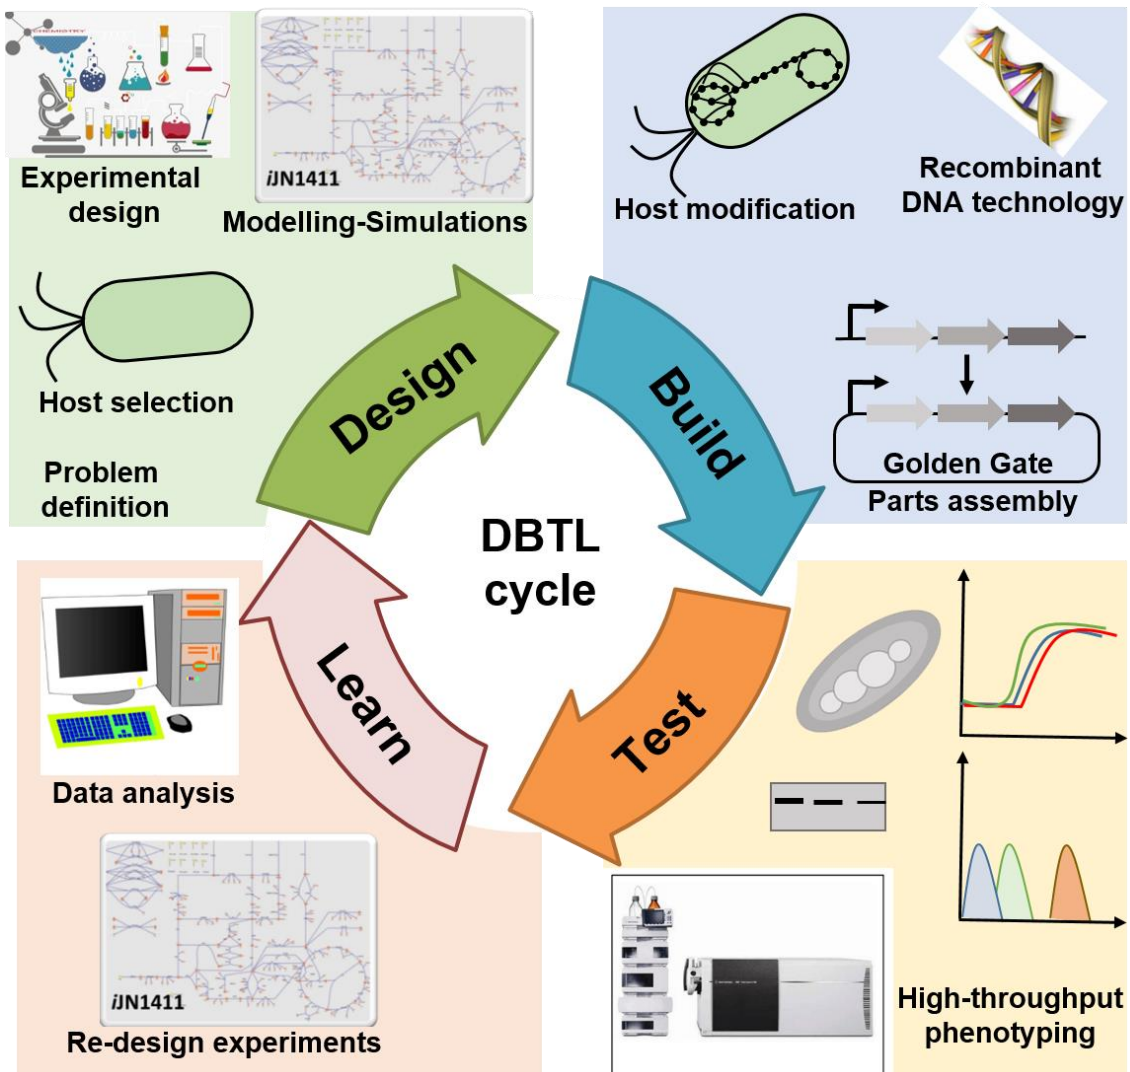 CHEMISTRY
Experimental
design
iJN1411
Modelling-Simulations
Host selection
Problem
definition
Host modification
Recombinant
DNA technology
Golden Gate
Parts assembly
Design
Build
Test
Learn
DBTL
cycle
Data analysis
iJN1411
Re-design experiments
High-throughput
phenotyping